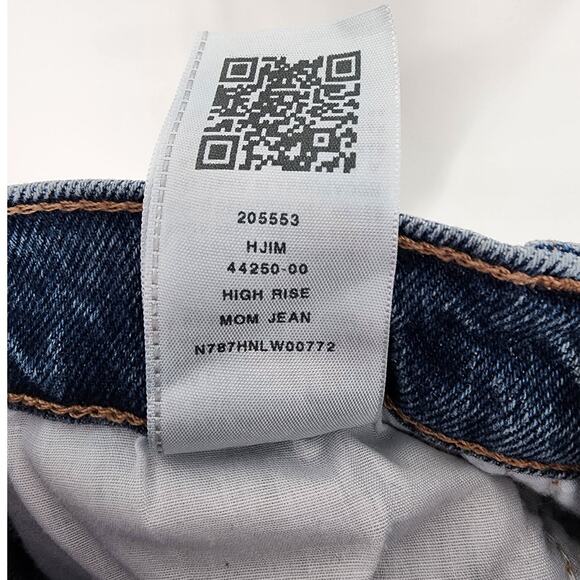 205553
HJIM
44250-00
HIGH RISE
MOM JEAN
N787HNLW00772